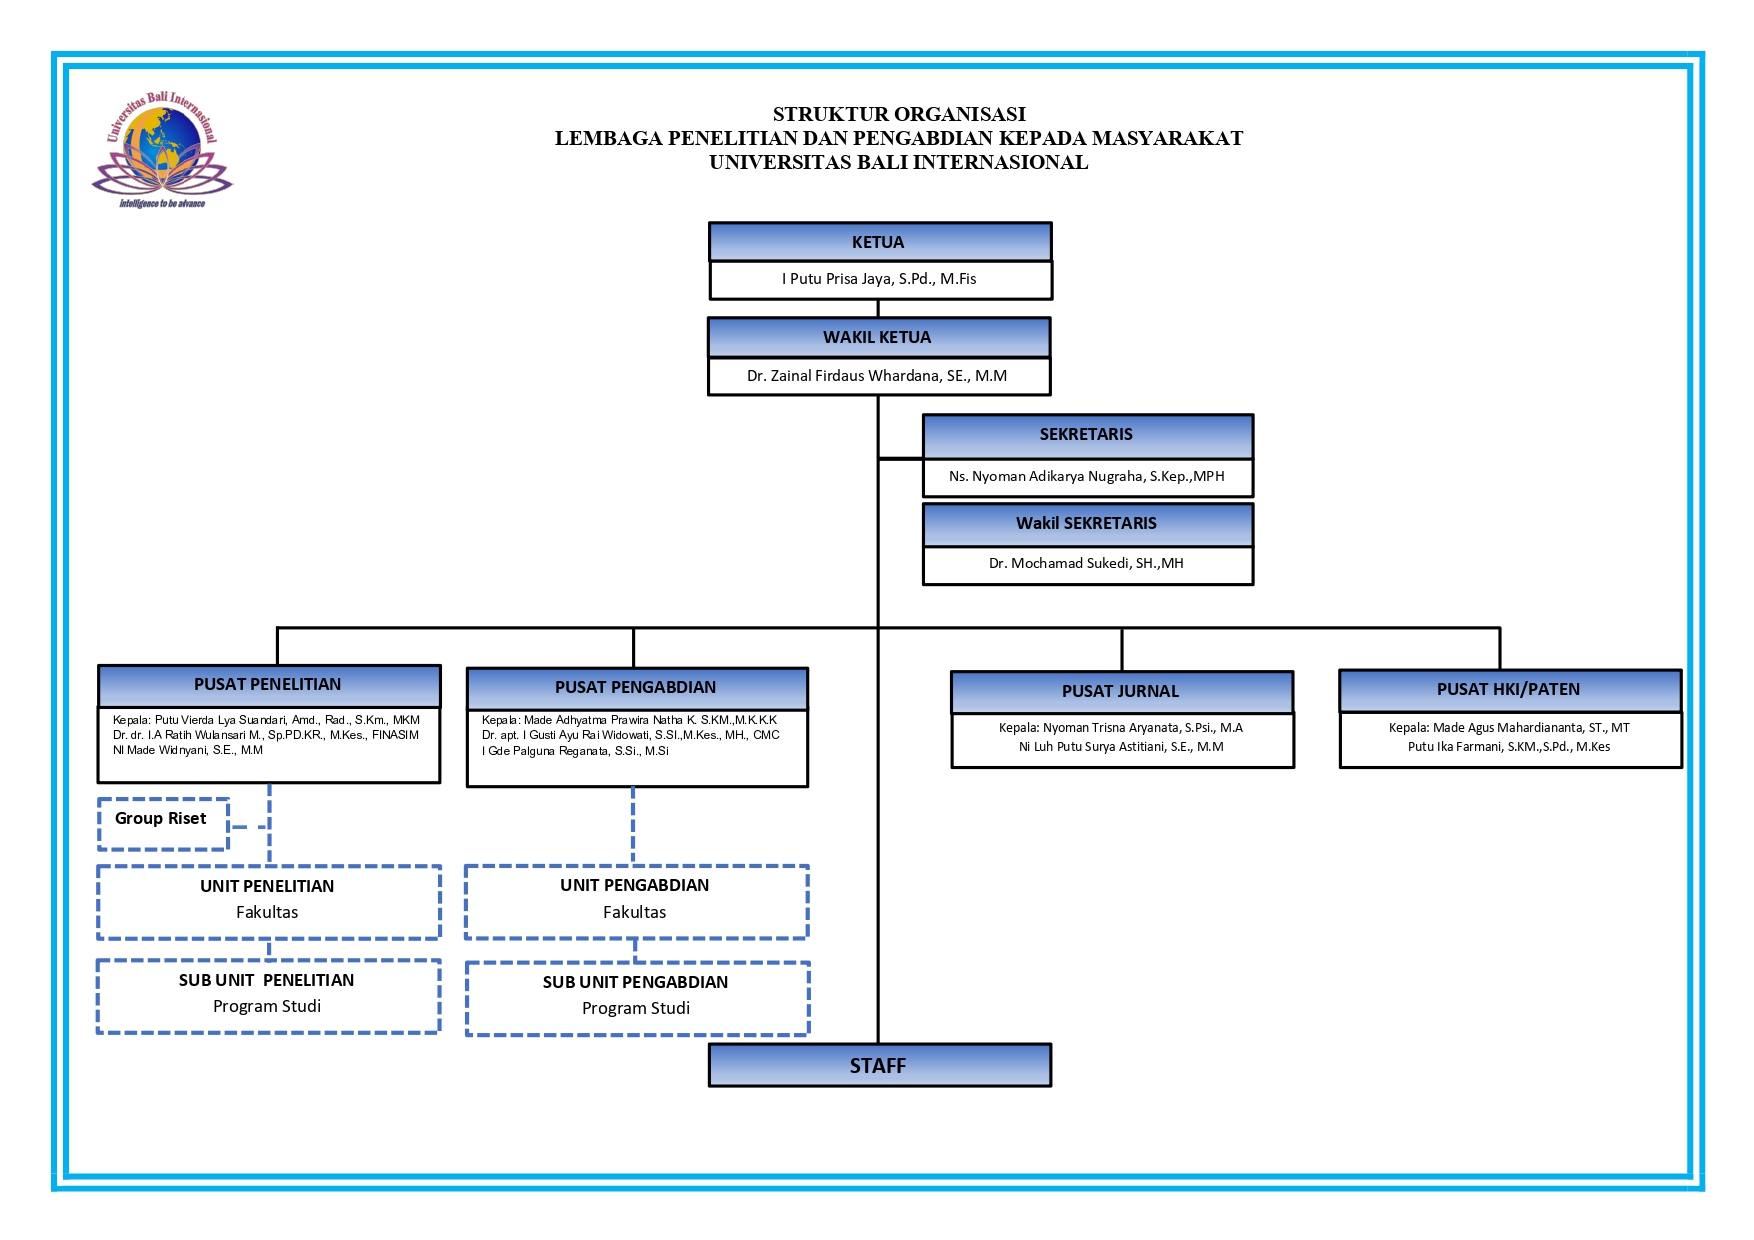 Universitas Bali Internasional
intelligence to be advance
STRUKTUR ORGANISASI
LEMBAGA PENELITIAN DAN PENGABDIAN KEPADA MASYARAKAT
UNIVERSITAS BALI INTERNASIONAL
KETUA
I Putu Prisa Jaya, S.Pd., M.Fis
WAKIL KETUA
Dr. Zainal Firdaus Whardana, SE., M.M
SEKRETARIS
Ns. Nyoman Adikarya Nugraha, S.Kep.,MPH
Wakil SEKRETARIS
Dr. Mochamad Sukedi, SH.,MH
PUSAT PENELITIAN
Kepala: Putu Vierda Lya Suandari, Amd., Rad., S.Km., MKM
Dr. dr. I.A Ratih Wulansari M., Sp.PD.KR., M.Kes., FINASIM
NI Made Widnyani, S.E., M.M
PUSAT PENGABDIAN
Kepala: Made Adhyatma Prawira Natha K. S.KM.,M.K.K.K
Dr. apt. I Gusti Ayu Rai Widowati, S.SI.,M.Kes., MH., CMC
I Gde Palguna Reganata, S.Si., M.Si
PUSAT JURNAL
Kepala: Nyoman Trisna Aryanata, S.Psi., M.A
Ni Luh Putu Surya Astitiani, S.E., M.M
PUSAT HKI/PATEN
Kepala: Made Agus Mahardiananta, ST., MT
Putu Ika Farmani, S.KM.,S.Pd., M.Kes
Group Riset
UNIT PENELITIAN
Fakultas
UNIT PENGABDIAN
Fakultas
SUB UNIT  PENELITIAN
Program Studi
SUB UNIT PENGABDIAN
Program Studi
STAFF